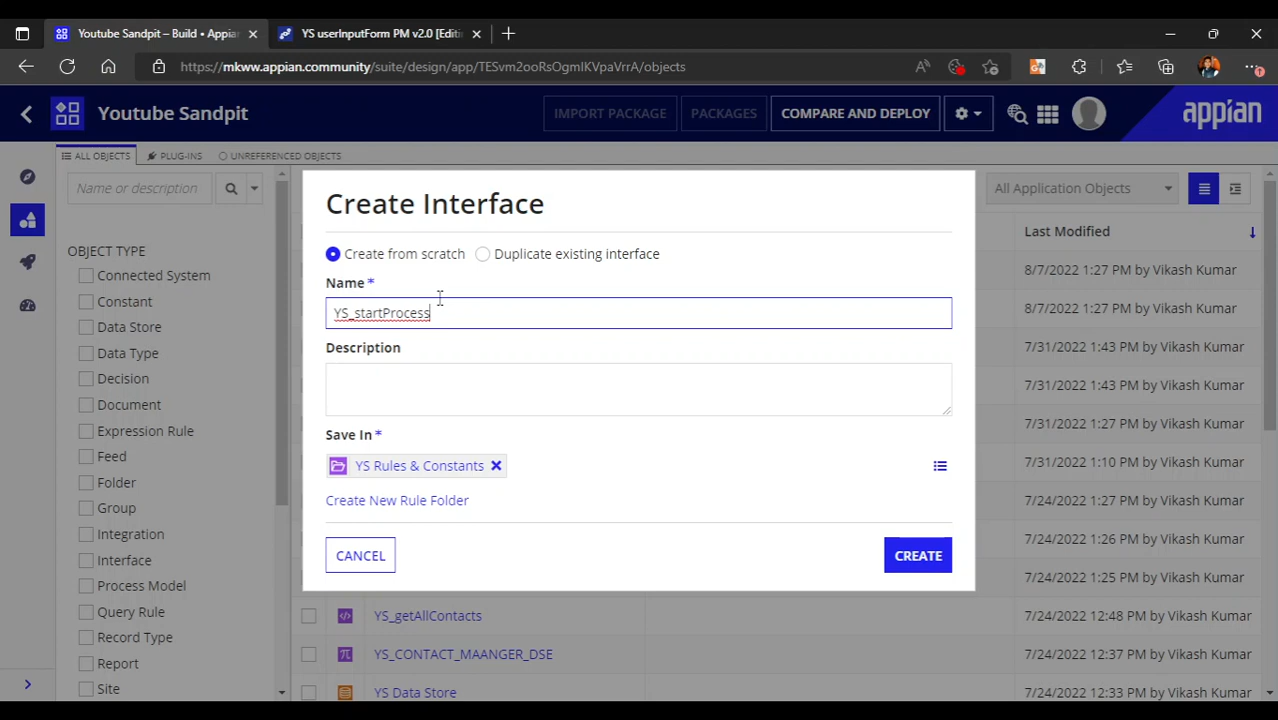 Youtube Sandpit – Build • Appian
YS userInputForm PM v2.0 [Editi
https://mkww.appian.community/suite/design/app/TESvm2ooRsOgmIKVpaVrrA/objects
Youtube Sandpit
IMPORT PACKAGE
PACKAGES
COMPARE AND DEPLOY
appian
ALL OBJECTS
PLUG-INS
UNREFERENCED OBJECTS
Name or description
All Application Objects
OBJECT TYPE
Connected System
Constant
Data Store
Data Type
Decision
Document
Expression Rule
Feed
Folder
Group
Integration
Interface
Process Model
Query Rule
Record Type
Report
Site
Create Interface
Create from scratch
Duplicate existing interface
Name *
YS_startProcess
Description
Save In *
YS Rules & Constants
Create New Rule Folder
CANCEL
CREATE
Last Modified
8/7/2022 1:27 PM by Vikash Kumar
8/7/2022 1:27 PM by Vikash Kumar
7/31/2022 1:43 PM by Vikash Kumar
7/31/2022 1:43 PM by Vikash Kumar
7/31/2022 1:27 PM by Vikash Kumar
7/31/2022 1:10 PM by Vikash Kumar
7/24/2022 1:27 PM by Vikash Kumar
7/24/2022 1:26 PM by Vikash Kumar
7/24/2022 1:25 PM by Vikash Kumar
YS_getAllContacts
7/24/2022 12:48 PM by Vikash Kumar
YS_CONTACT_MAANGER_DSE
7/24/2022 12:37 PM by Vikash Kumar
YS Data Store
7/24/2022 12:33 PM by Vikash Kumar